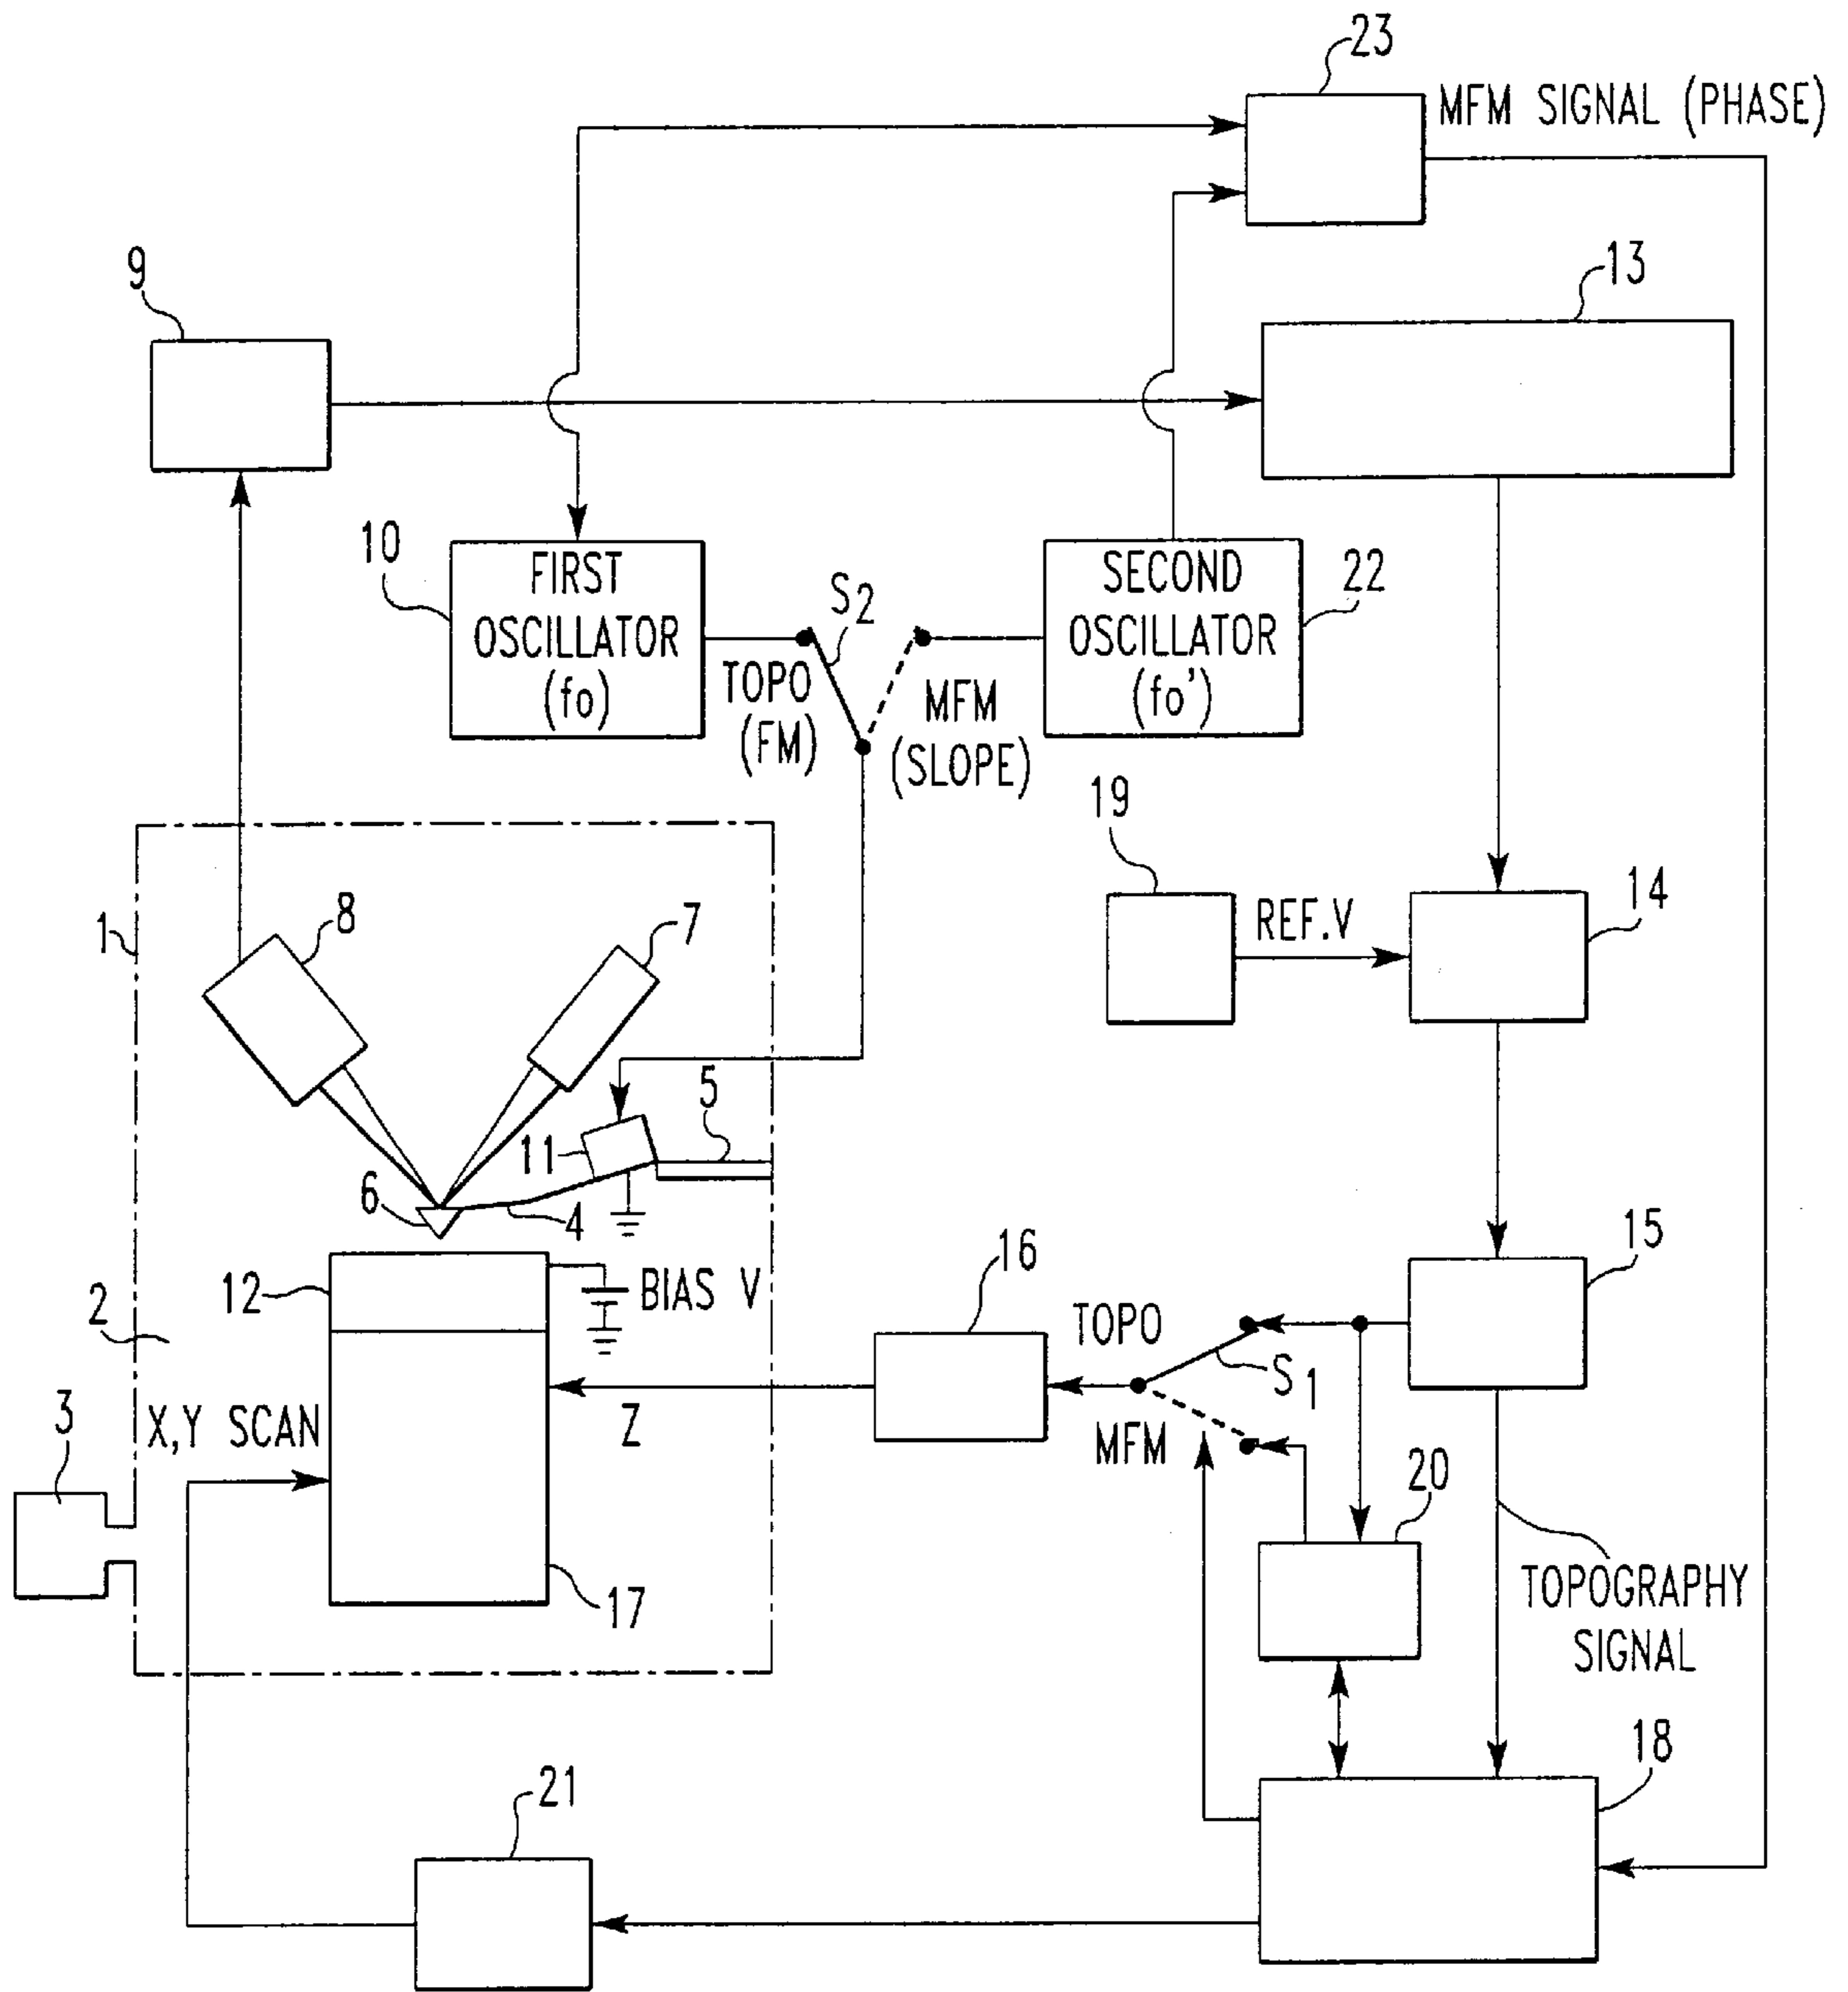 23
MFM SIGNAL (PHASE)
13
9
10
FIRST
OSCILLATOR
(fo)
S2
TOPO
(FM)
MFM
(SLOPE)
SECOND
OSCILLATOR
(fo')
22
19
REF.V
14
1
8
7
5
11
6
4
12
BIAS V
2
16
TOPO
S1
15
MFM
Z
X,Y SCAN
3
17
20
TOPOGRAPHY
SIGNAL
18
21